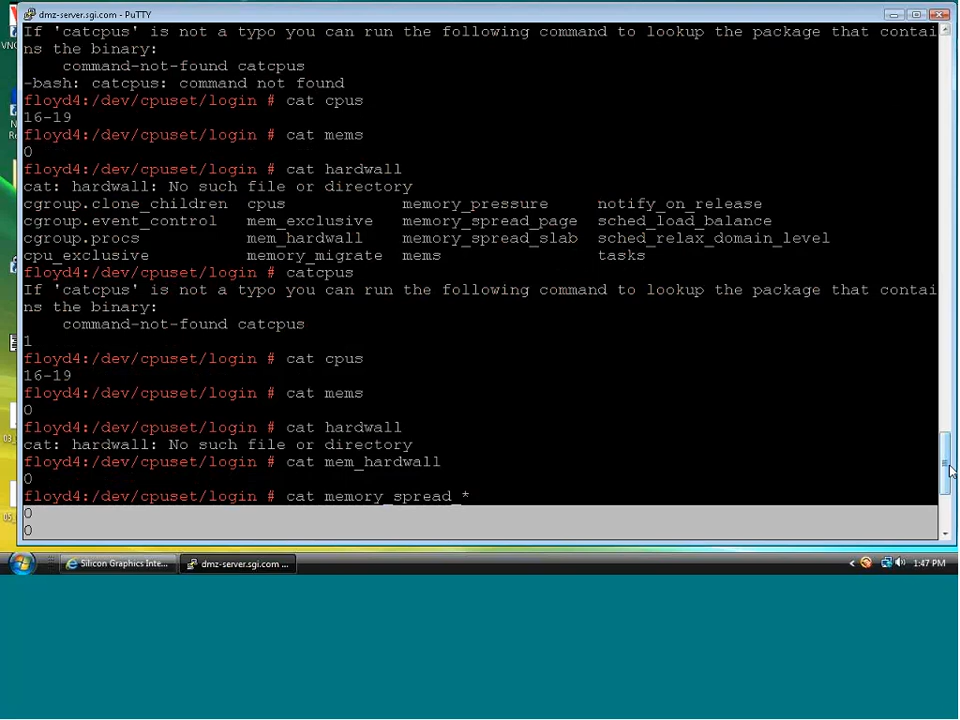 dmz-server.sgi.com - PuTTY
If 'catcpus' is not a typo you can run the following command to lookup the package that contai
ns the binary:
    command-not-found catcpus
-bash: catcpus: command not found
floyd4:/dev/cpuset/login # cat cpus
16-19
floyd4:/dev/cpuset/login # cat mems
0
floyd4:/dev/cpuset/login # cat hardwall
cat: hardwall: No such file or directory
cgroup.clone_children  cpus            memory_pressure     notify_on_release
cgroup.event_control   mem_exclusive   memory_spread_page  sched_load_balance
cgroup.procs           mem_hardwall    memory_spread_slab  sched_relax_domain_level
cpu_exclusive          memory_migrate  mems                tasks
floyd4:/dev/cpuset/login # catcpus
If 'catcpus' is not a typo you can run the following command to lookup the package that contai
ns the binary:
    command-not-found catcpus
1
floyd4:/dev/cpuset/login # cat cpus
16-19
floyd4:/dev/cpuset/login # cat mems
0
floyd4:/dev/cpuset/login # cat hardwall
cat: hardwall: No such file or directory
floyd4:/dev/cpuset/login # cat mem_hardwall
0
floyd4:/dev/cpuset/login # cat memory_spread_*
0
0
Silicon Graphics Inte... dmz-server.sgi.com ... 1:47 PM